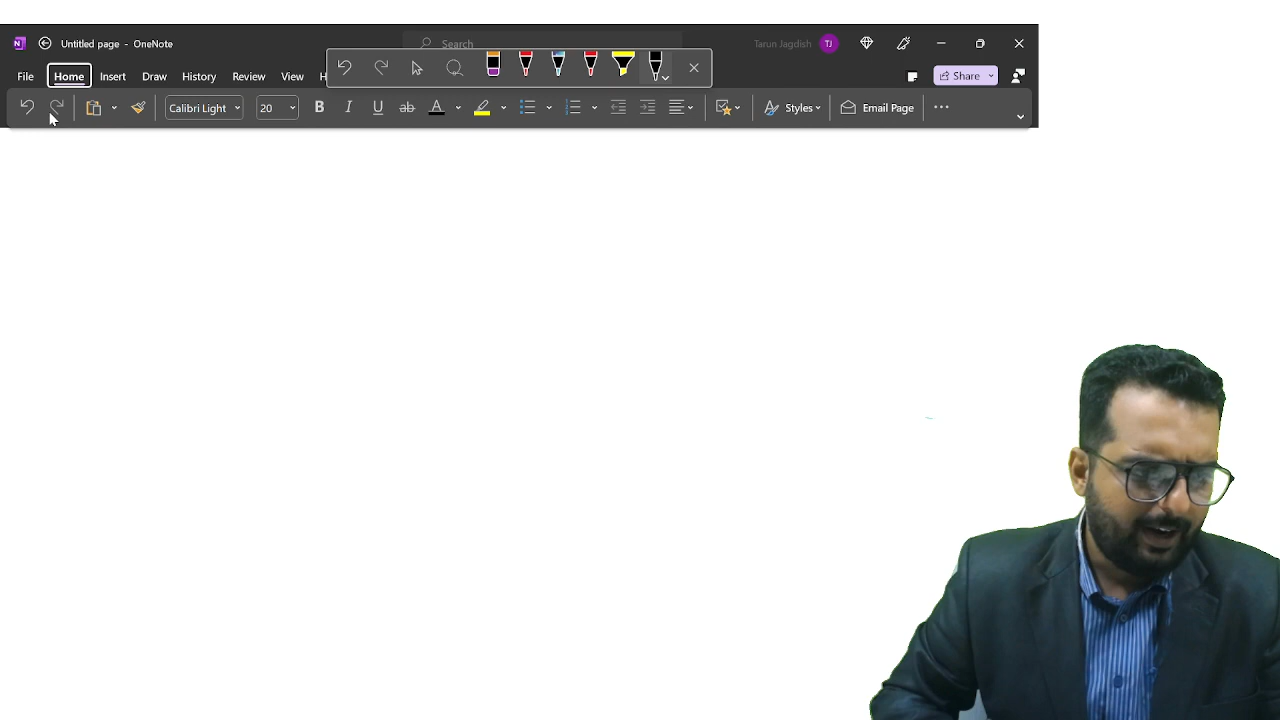 Untitled page - OneNote
Search
Tarun Jagdish TJ
File Home Insert Draw History Review View H
Share
Calibri Light 20 B I U ab A Styles Email Page